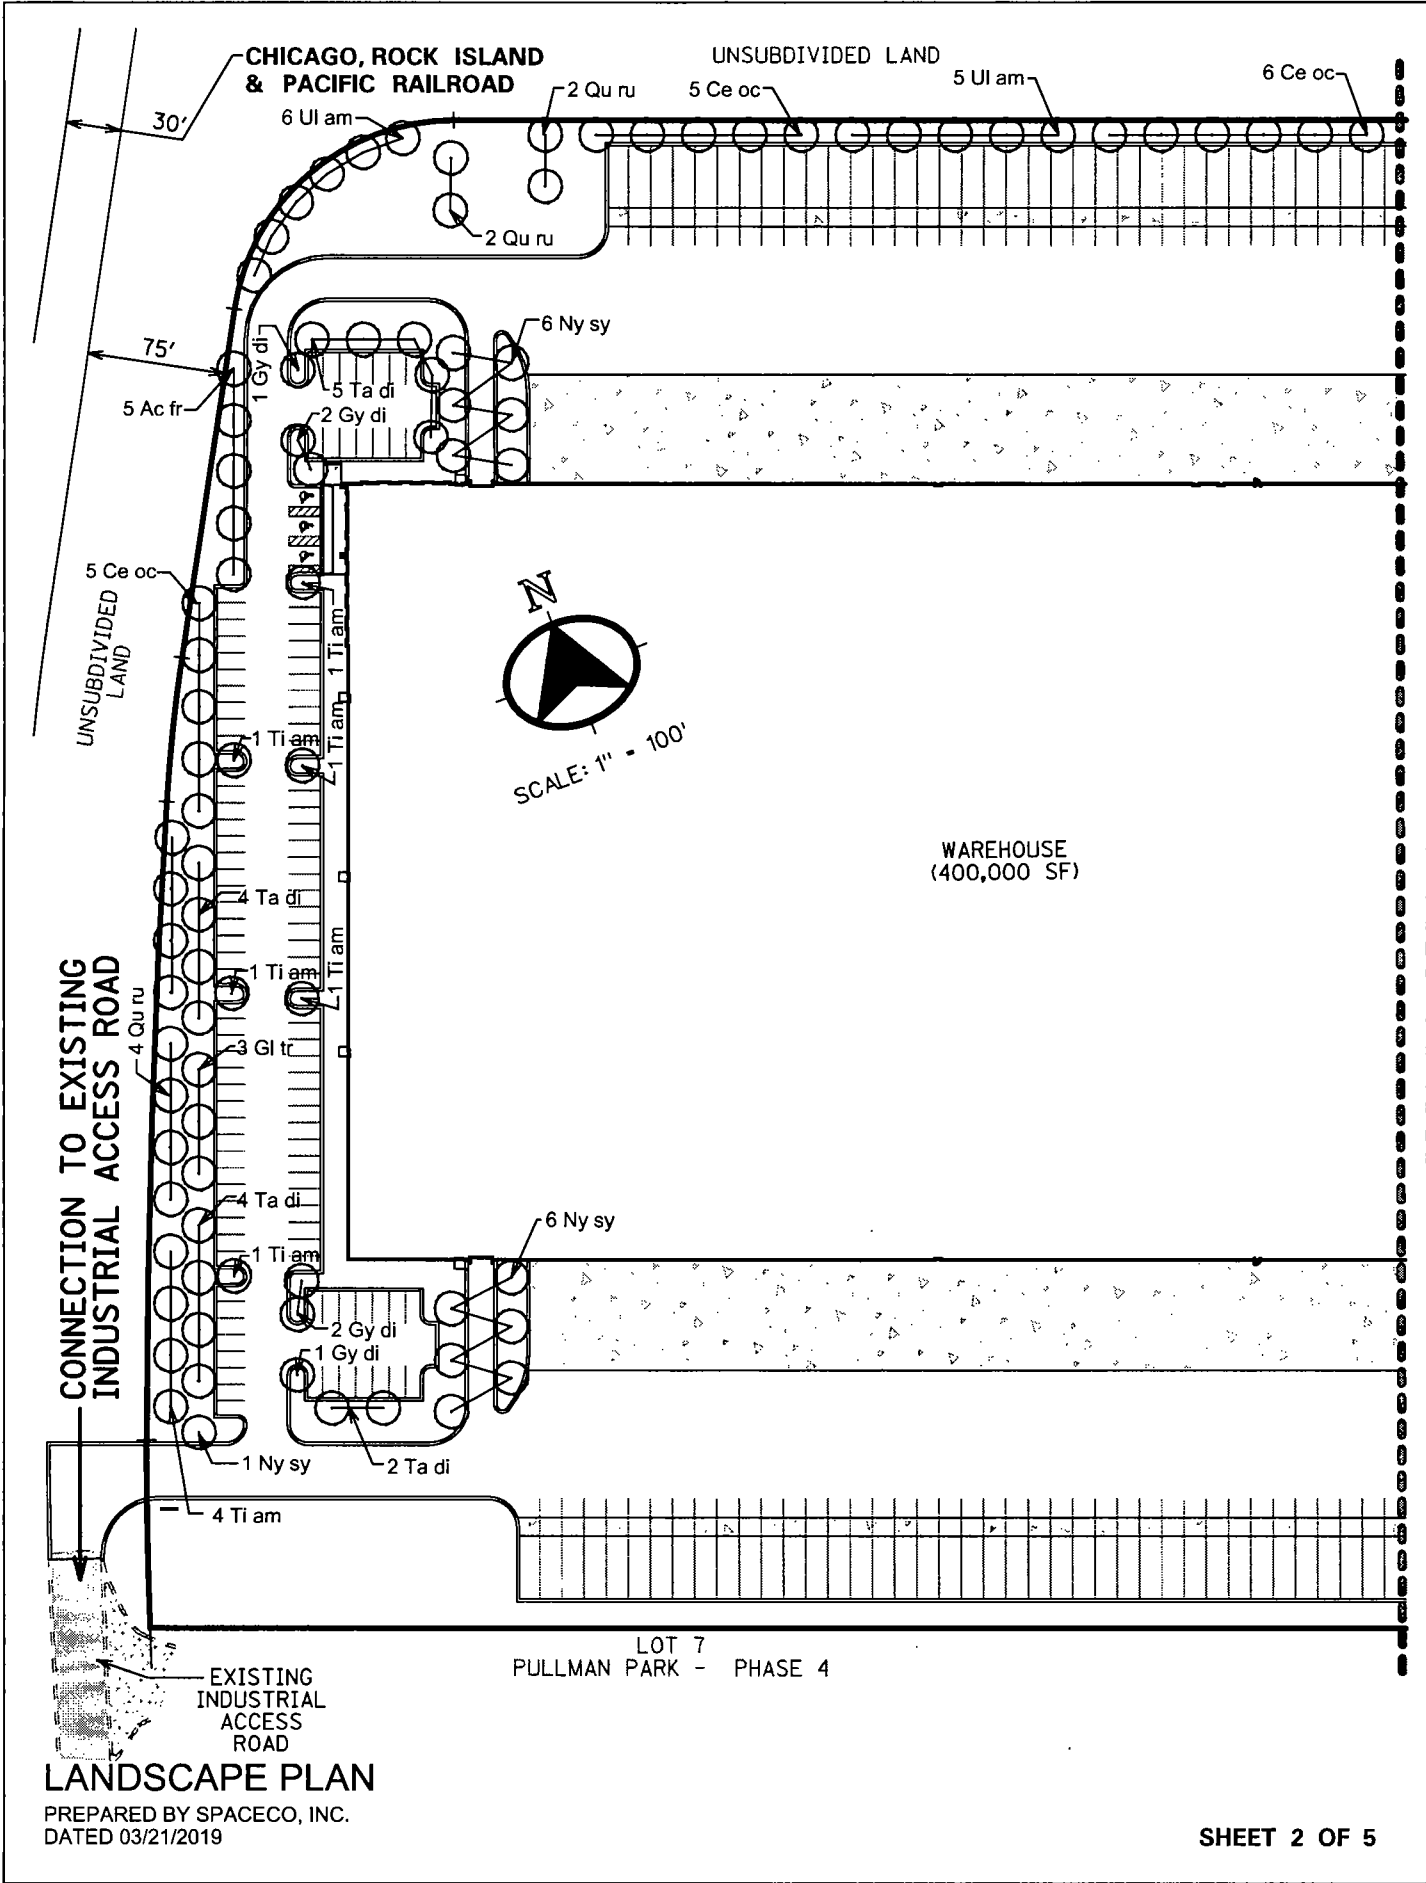 CHICAGO, ROCK ISLAND
& PACIFIC RAILROAD
UNSUBDIVIDED LAND
30'
6 Ul am
2 Qu ru
5 Ce oc
5 Ul am
6 Ce oc
2 Qu ru
75'
1 Gy di
6 Ny sy
5 Ac fr
5 Ta di
2 Gy di
5 Ce oc
UNSUBDIVIDED
LAND
1 Ti am
N
SCALE: 1" = 100'
1 Ti am
1 Ti am
WAREHOUSE
(400,000 SF)
4 Ta di
1 Ti am
1 Ti am
CONNECTION TO EXISTING
INDUSTRIAL ACCESS ROAD
4 Qu ru
3 Gl tr
4 Ta di
1 Ti am
6 Ny sy
2 Gy di
1 Gy di
1 Ny sy
2 Ta di
4 Ti am
LOT 7
PULLMAN PARK - PHASE 4
EXISTING
INDUSTRIAL
ACCESS
ROAD
LANDSCAPE PLAN
PREPARED BY SPACECO, INC.
DATED 03/21/2019
SHEET 2 OF 5